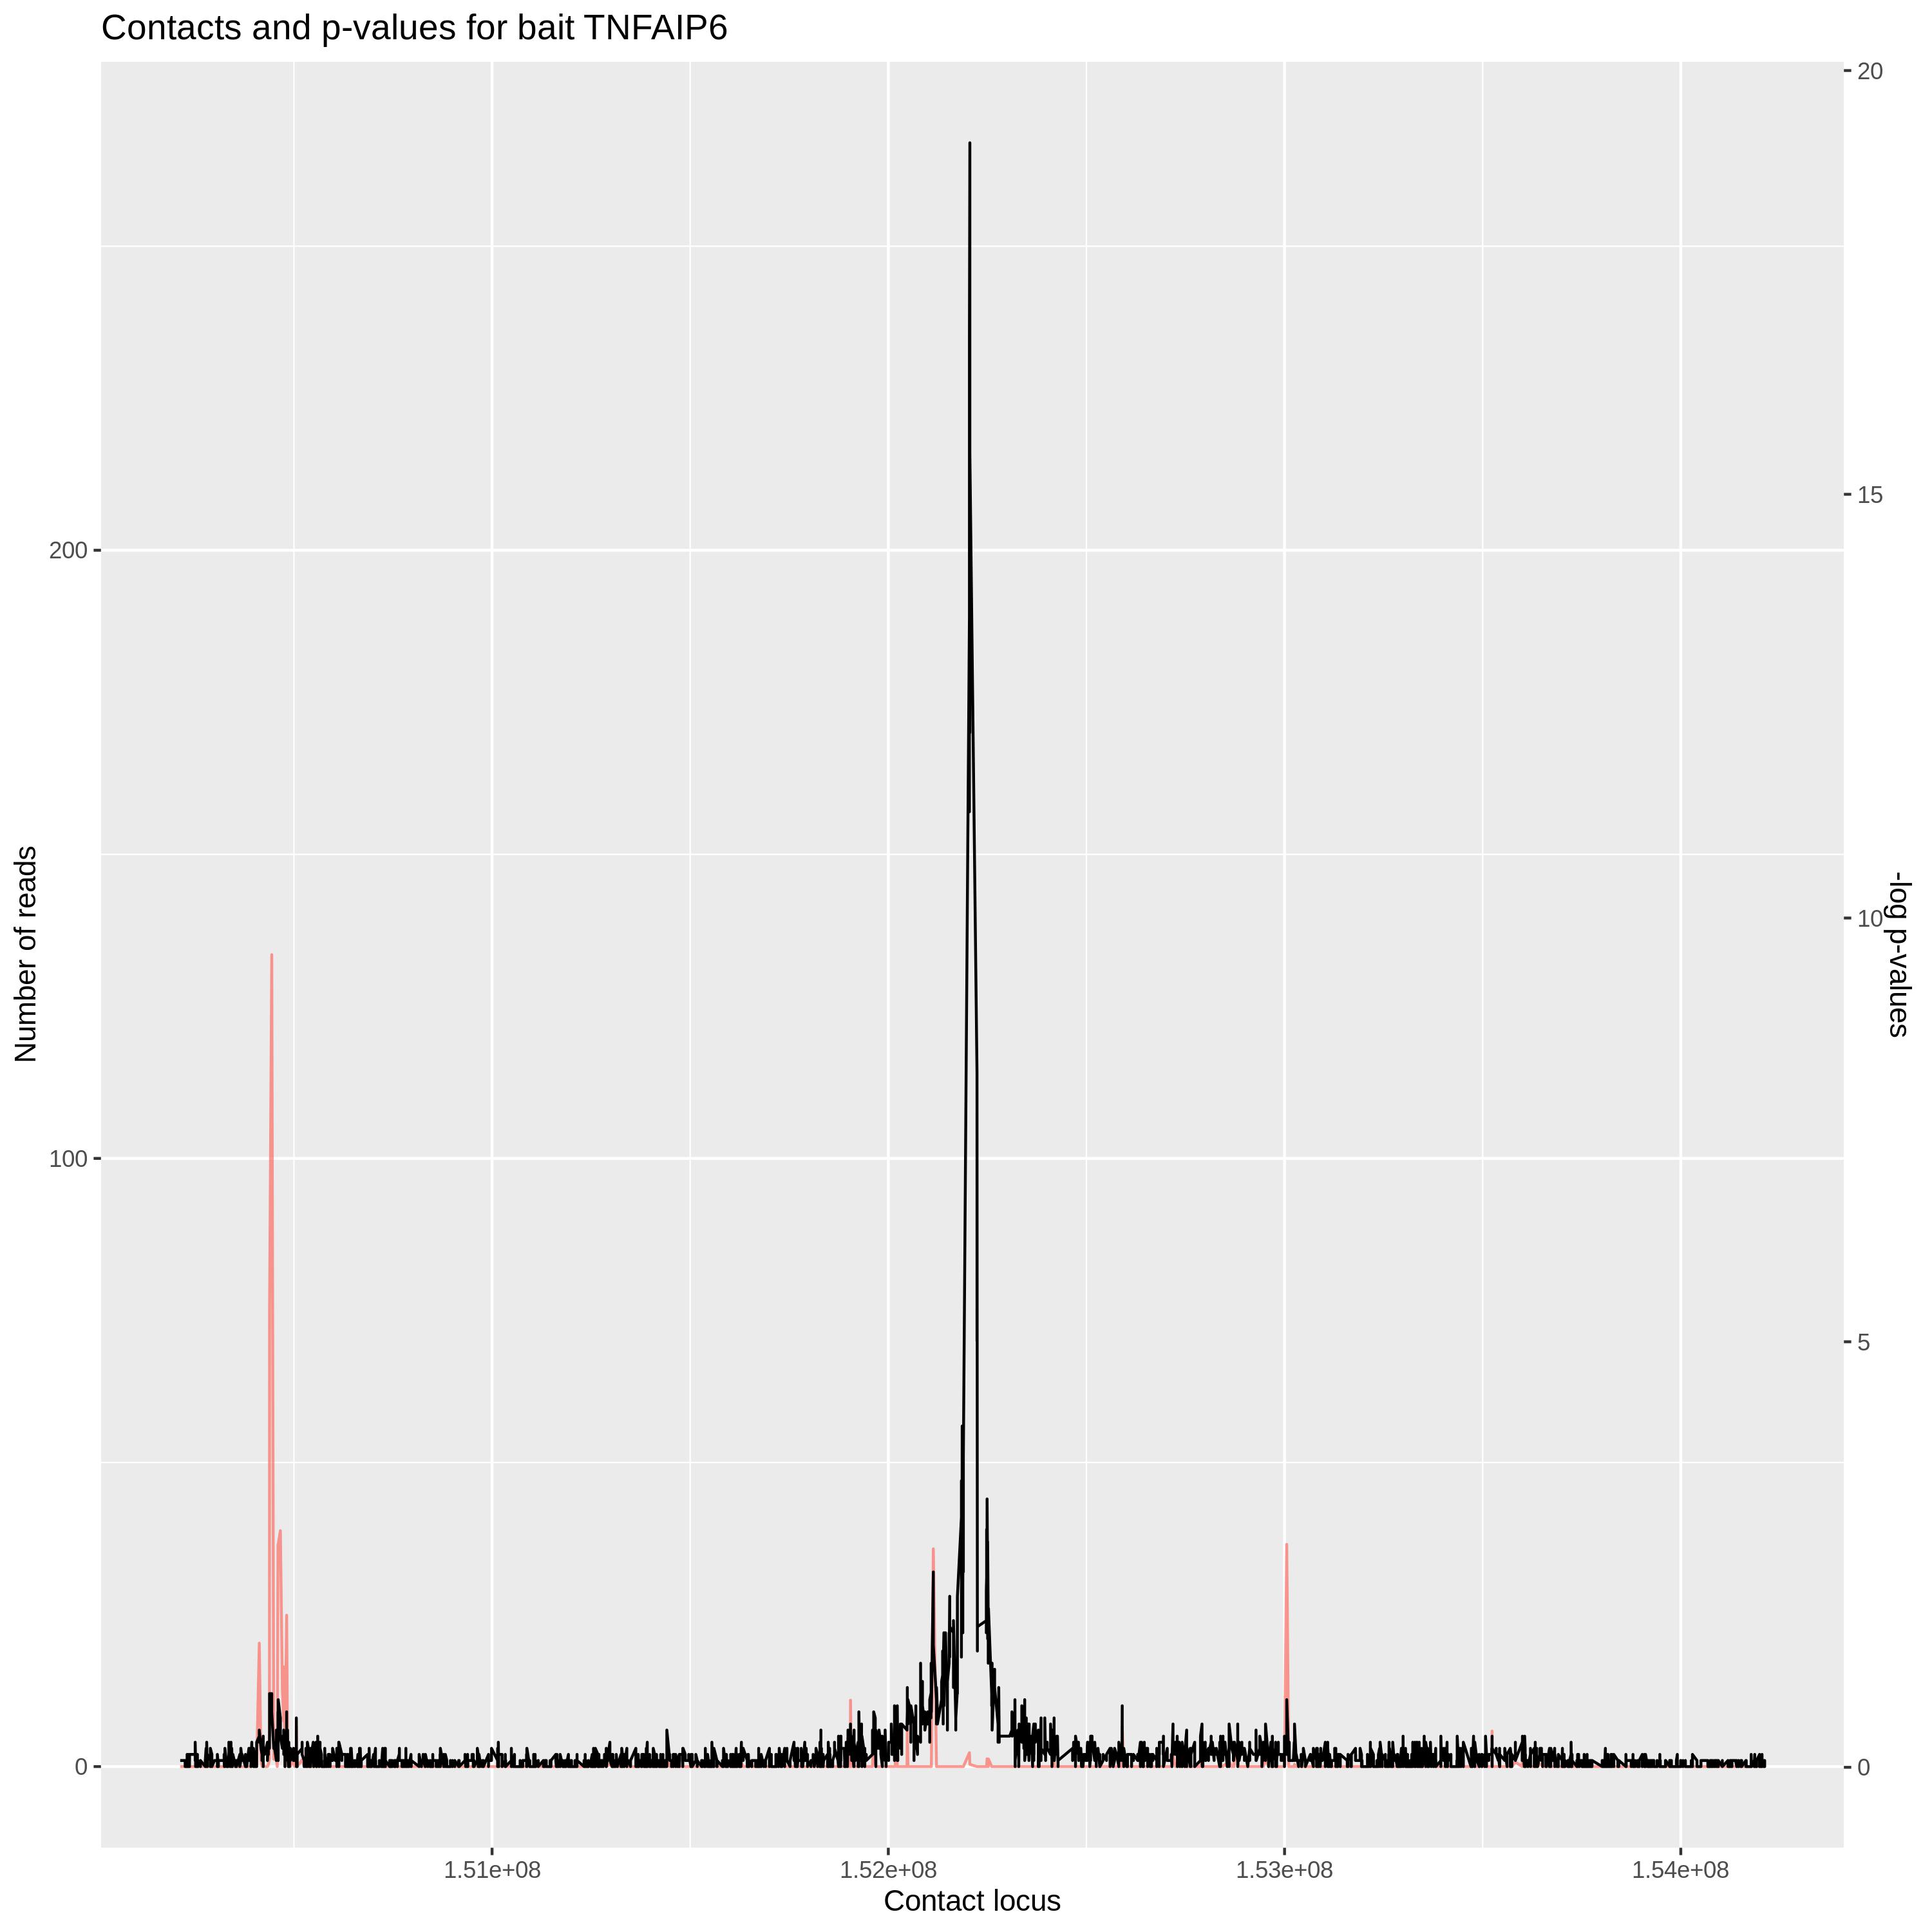 Contacts and p-values for bait TNFAIP6
20
15
200
Number of reads
10
-log p-values
100
5
0
0
1.51e+08
1.52e+08
1.53e+08
1.54e+08
Contact locus